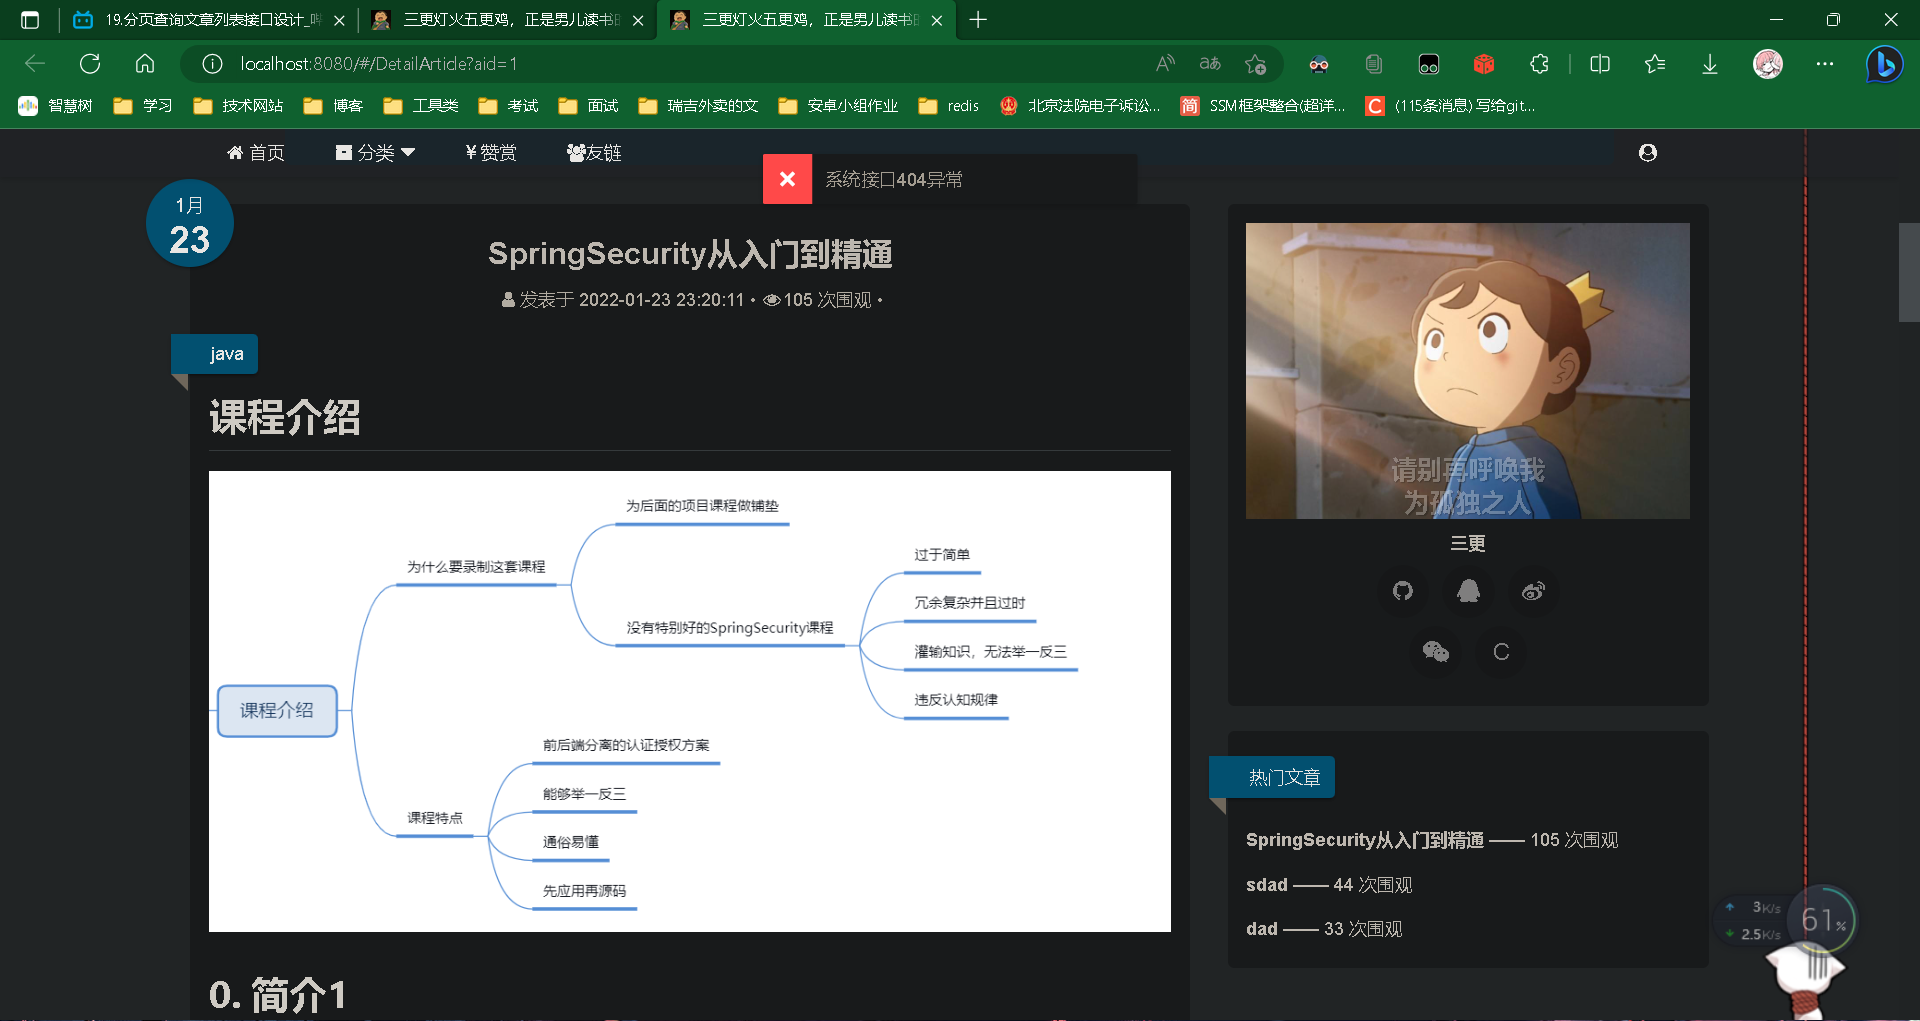 19.分页查询文章列表接口设计_哔
三更灯火五更鸡，正是男儿读书时
三更灯火五更鸡，正是男儿读书时
localhost:8080/#/DetailArticle?aid=1
智慧树
学习
技术网站
博客
工具类
考试
面试
瑞吉外卖的文
安卓小组作业
redis
北京法院电子诉讼...
SSM框架整合(超详...
(115条消息) 写给git...
首页
分类
¥赞赏
友链
系统接口404异常
1月
23
SpringSecurity从入门到精通
发表于 2022-01-23 23:20:11 • 105 次围观 •
java
课程介绍
为后面的项目课程做铺垫
为什么要录制这套课程
过于简单
冗余复杂并且过时
没有特别好的SpringSecurity课程
灌输知识，无法举一反三
违反认知规律
课程介绍
前后端分离的认证授权方案
能够举一反三
课程特点
通俗易懂
先应用再源码
0. 简介1
请别再呼唤我
为孤独之人
三更
C
热门文章
SpringSecurity从入门到精通 —— 105 次围观
sdad —— 44 次围观
dad —— 33 次围观
3K/s
2.5K/s
61%